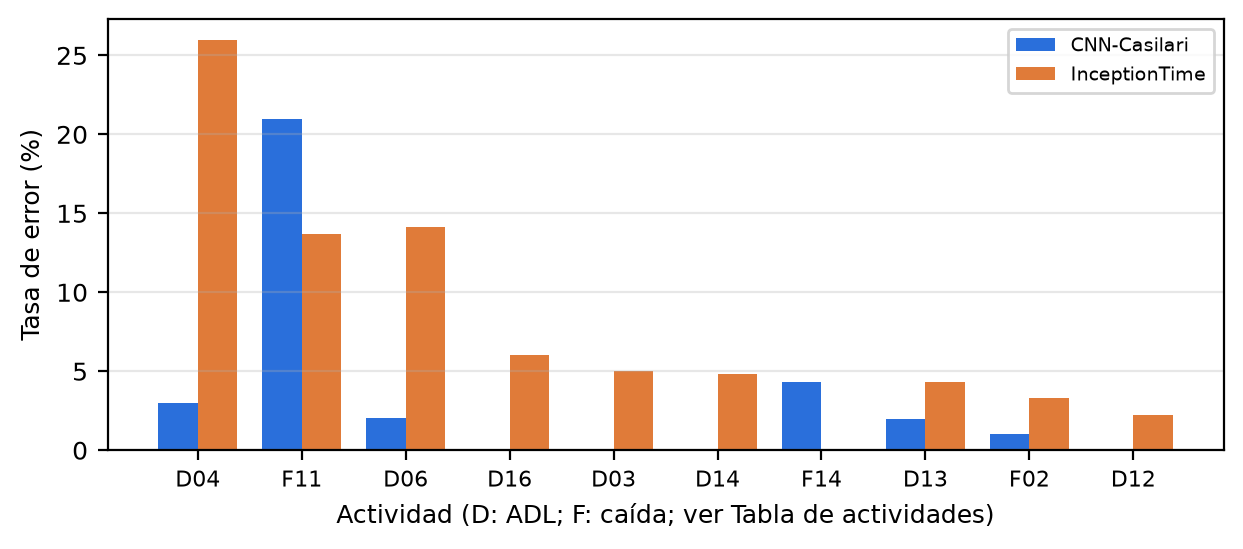 CNN-Casilari
InceptionTime
Tasa de error (%)
25
20
15
10
5
0
D04 F11 D06 D16 D03 D14 F14 D13 F02 D12
Actividad (D: ADL; F: caída; ver Tabla de actividades)